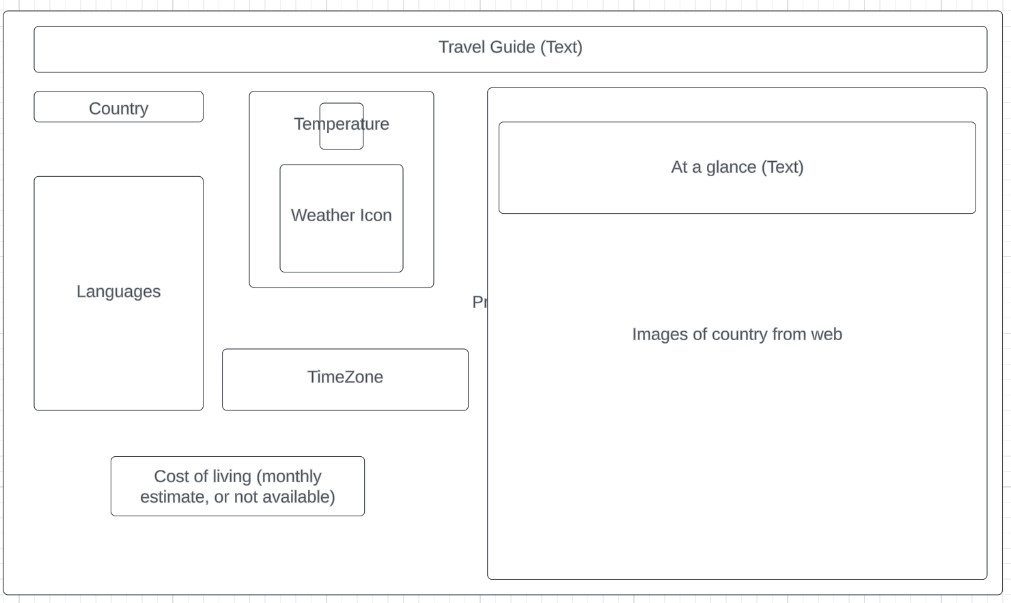 Travel Guide (Text)
Country
Temperature
At a glance (Text)
Weather Icon
Languages
Pr
Images of country from web
TimeZone
Cost of living (monthly
estimate, or not available)